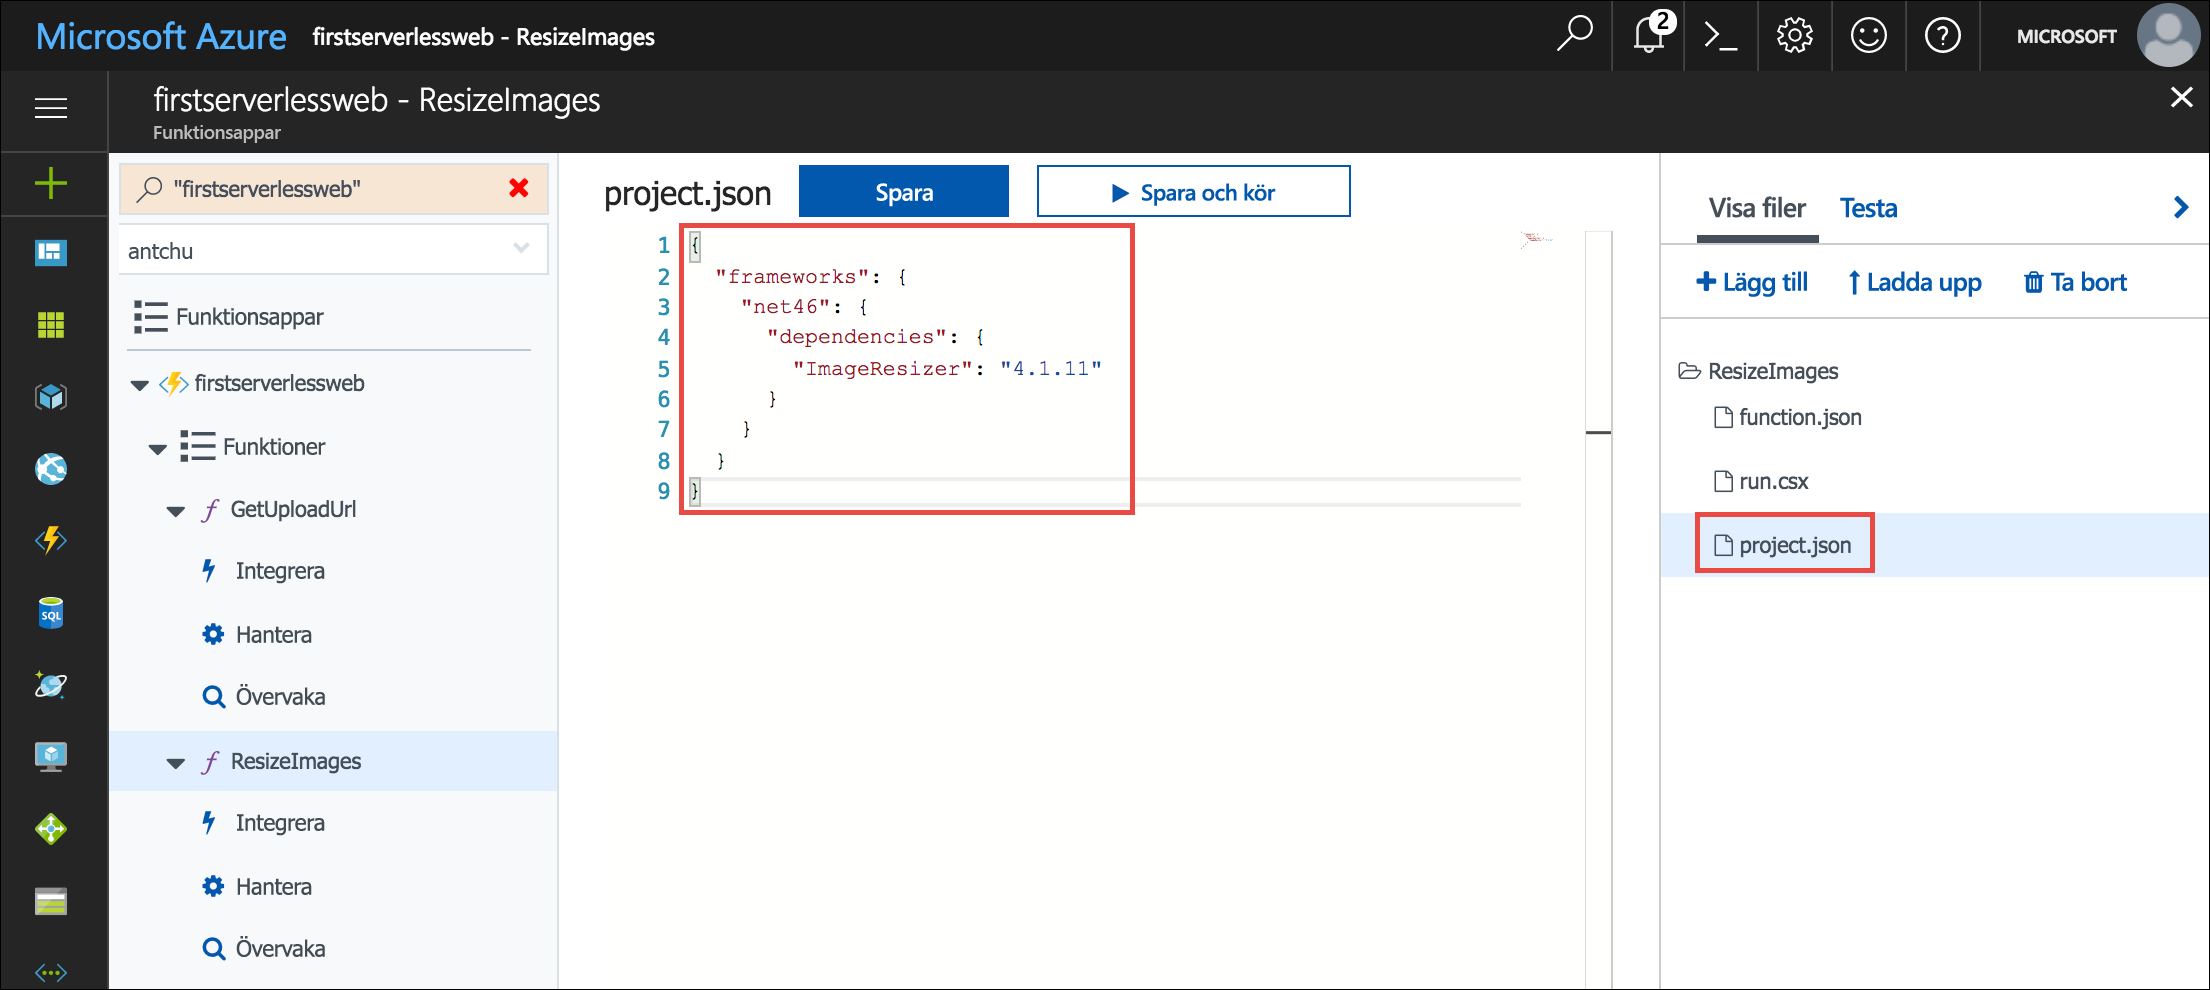 Microsoft Azure firstserverlessweb - ResizeImages 2 MICROSOFT
firstserverlessweb - ResizeImages
Funktionsappar
"firstserverlessweb"
antchu
Funktionsappar
firstserverlessweb
Funktioner
GetUploadUrl
Integrera
Hantera
Övervaka
ResizeImages
Integrera
Hantera
Övervaka
project.json Spara Spara och kör
1 {
2 "frameworks": {
3 "net46": {
4 "dependencies": {
5 "ImageResizer": "4.1.11"
6 }
7 }
8 }
9 }
Visa filer Testa
Lägg till Ladda upp Ta bort
ResizeImages
function.json
run.csx
project.json
SQL